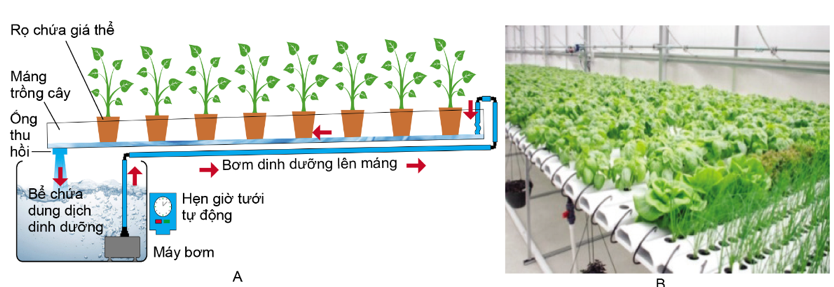 Rọ chứa giá thể
Máng
trồng cây
Ống
thu
hồi
Bơm dinh dưỡng lên máng
Bể chứa
dung dịch
dinh dưỡng
Hẹn giờ tưới
tự động
Máy bơm
A
B